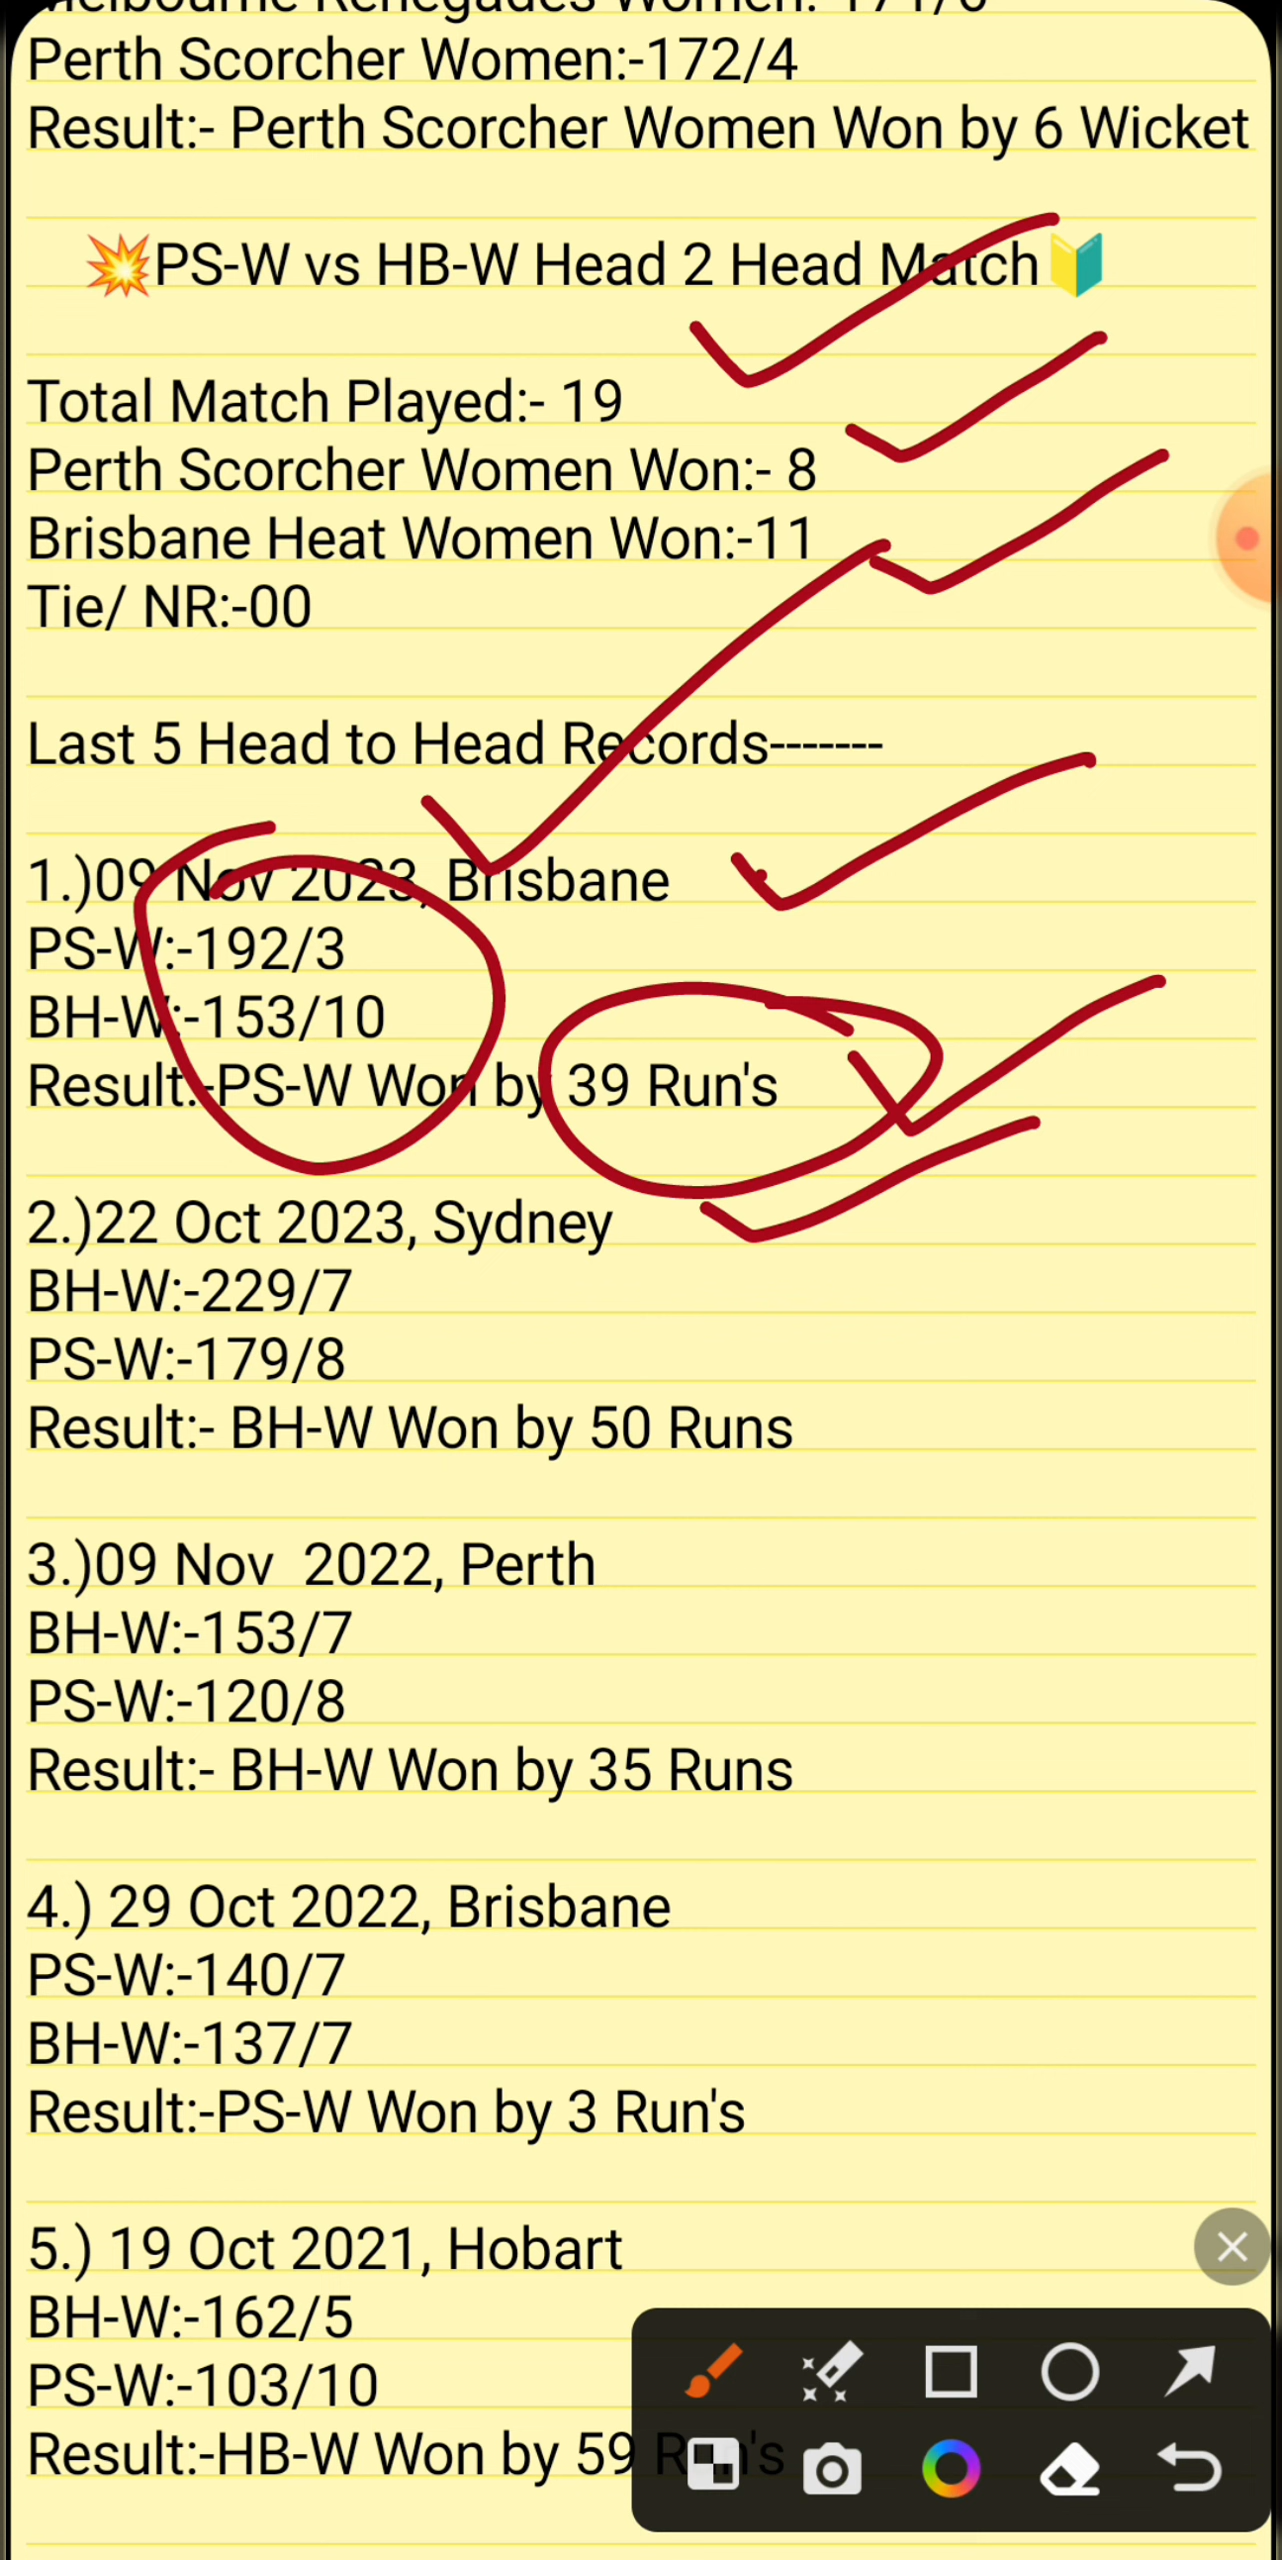 Melbourne Renegades Women:-171/6
Perth Scorcher Women:-172/4
Result:- Perth Scorcher Women Won by 6 Wicket
💥PS-W vs HB-W Head 2 Head Match🔰
Total Match Played:- 19
Perth Scorcher Women Won:- 8
Brisbane Heat Women Won:-11
Tie/ NR:-00
Last 5 Head to Head Records-------
1.)09 Nov 2023, Brisbane
PS-W:-192/3
BH-W:-153/10
Result:-PS-W Won by 39 Run's
2.)22 Oct 2023, Sydney
BH-W:-229/7
PS-W:-179/8
Result:- BH-W Won by 50 Runs
3.)09 Nov  2022, Perth
BH-W:-153/7
PS-W:-120/8
Result:- BH-W Won by 35 Runs
4.) 29 Oct 2022, Brisbane
PS-W:-140/7
BH-W:-137/7
Result:-PS-W Won by 3 Run's
5.) 19 Oct 2021, Hobart
BH-W:-162/5
PS-W:-103/10
Result:-HB-W Won by 59 Run's